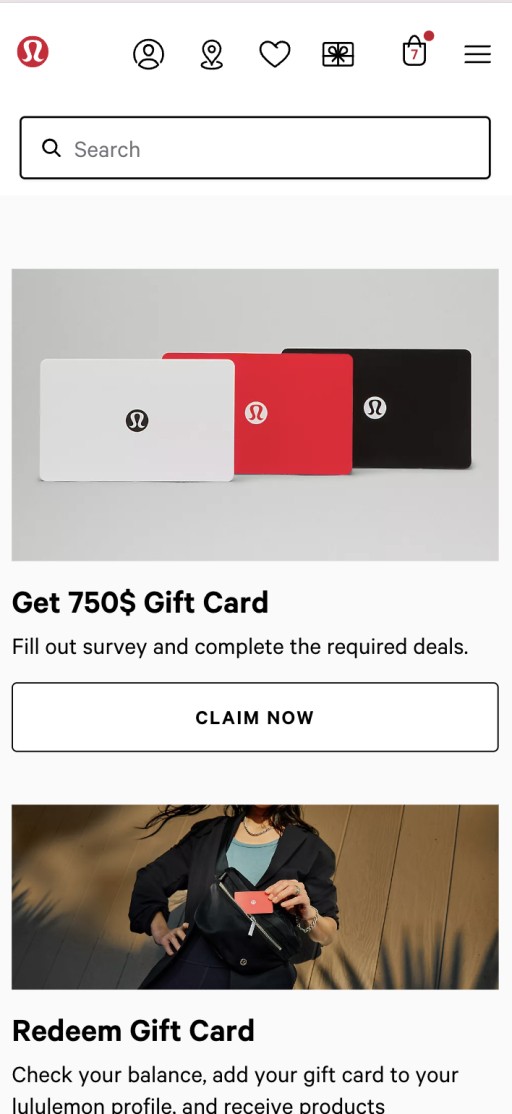 7
Search
Get 750$ Gift Card
Fill out survey and complete the required deals.
CLAIM NOW
Redeem Gift Card
Check your balance, add your gift card to your
lululemon profile, and receive products